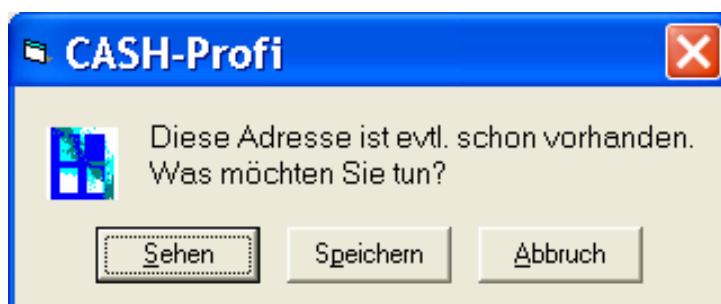 CASH-Profi
Diese Adresse ist evtl. schon vorhanden.
Was möchten Sie tun?
Sehen Speichern Abbruch